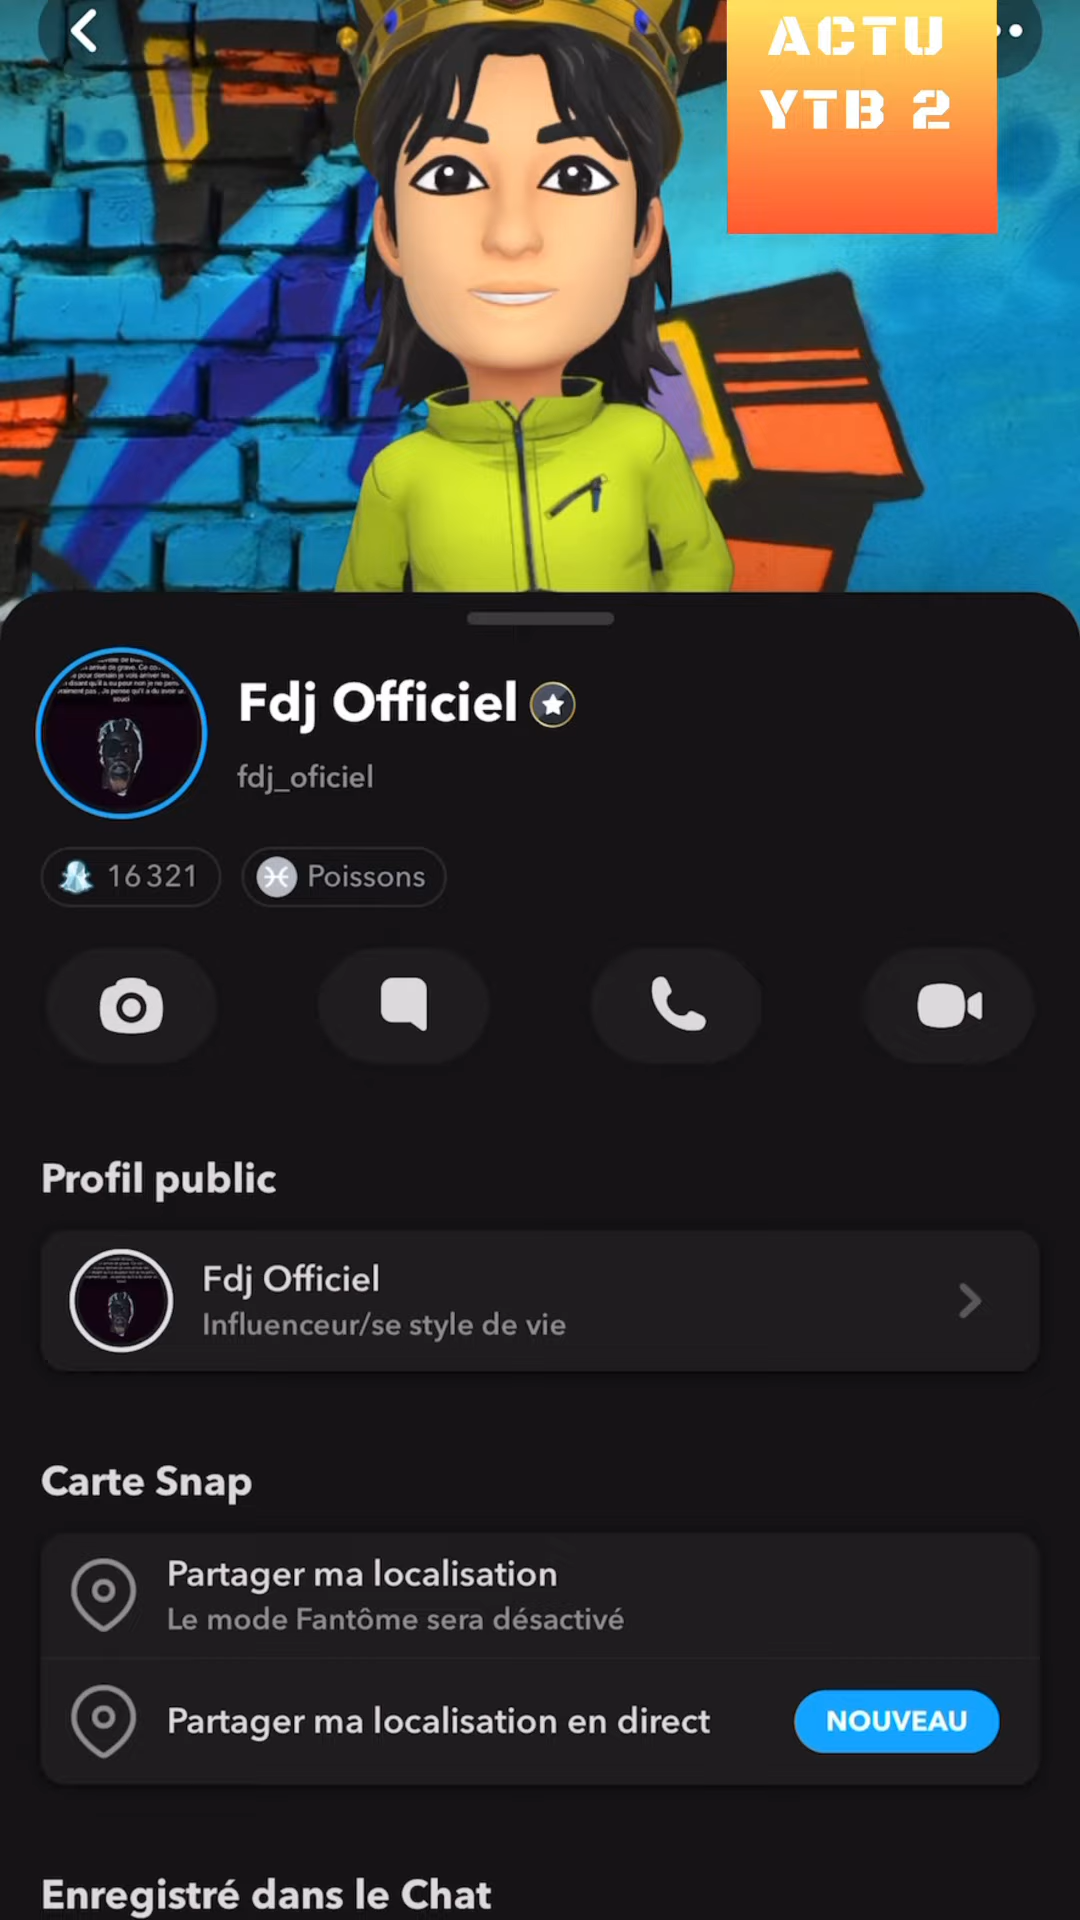 ACTU
YTB 2
Fdj Officiel
fdj_oficiel
16 321
Poissons
Profil public
Fdj Officiel
Influenceur/se style de vie
Carte Snap
Partager ma localisation
Le mode Fantôme sera désactivé
Partager ma localisation en direct
NOUVEAU
Enregistré dans le Chat